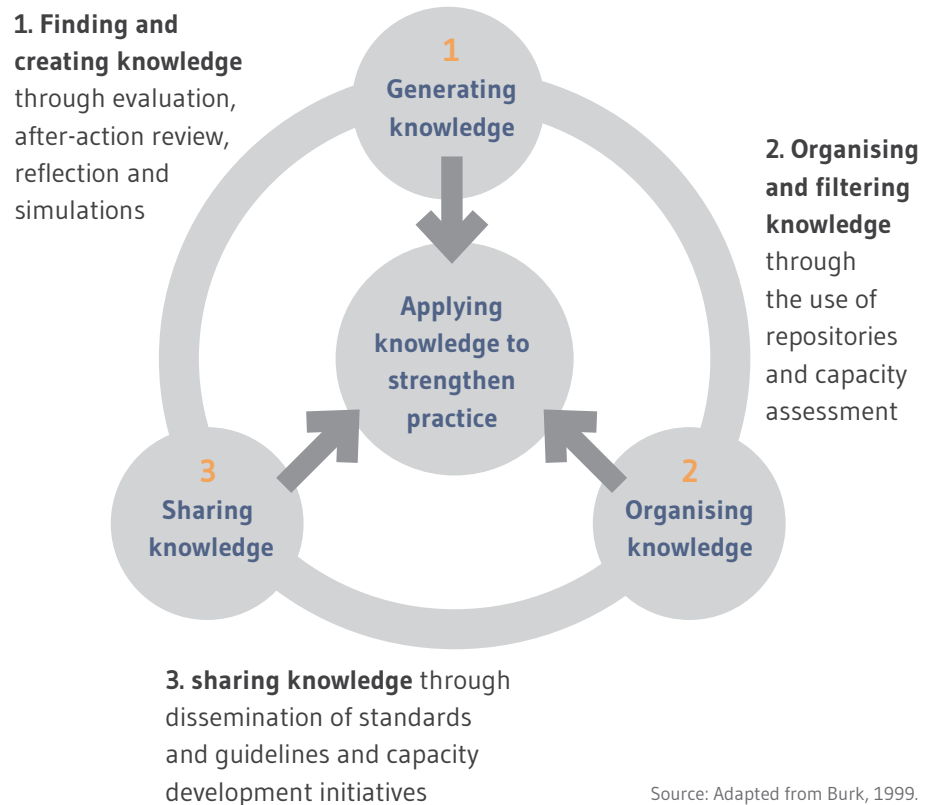 1. Finding and
creating knowledge
through evaluation,
after-action review,
reflection and
simulations
1
Generating
knowledge
2. Organising
and filtering
knowledge
through
the use of
repositories
and capacity
assessment
Applying
knowledge to
strengthen
practice
3
Sharing
knowledge
2
Organising
knowledge
3. sharing knowledge through
dissemination of standards
and guidelines and capacity
development initiatives
Source: Adapted from Burk, 1999.